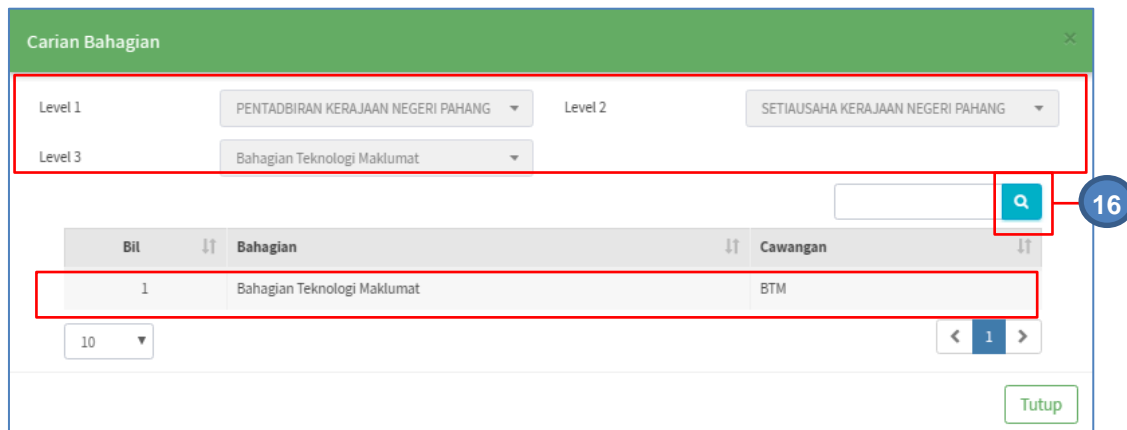 Carian Bahagian ×
Level 1 PENTADBIRAN KERAJAAN NEGERI PAHANG Level 2 SETIAUSAHA KERAJAAN NEGERI PAHANG
Level 3 Bahagian Teknologi Maklumat
16
Bil Bahagian Cawangan
1 Bahagian Teknologi Maklumat BTM
10 1
Tutup